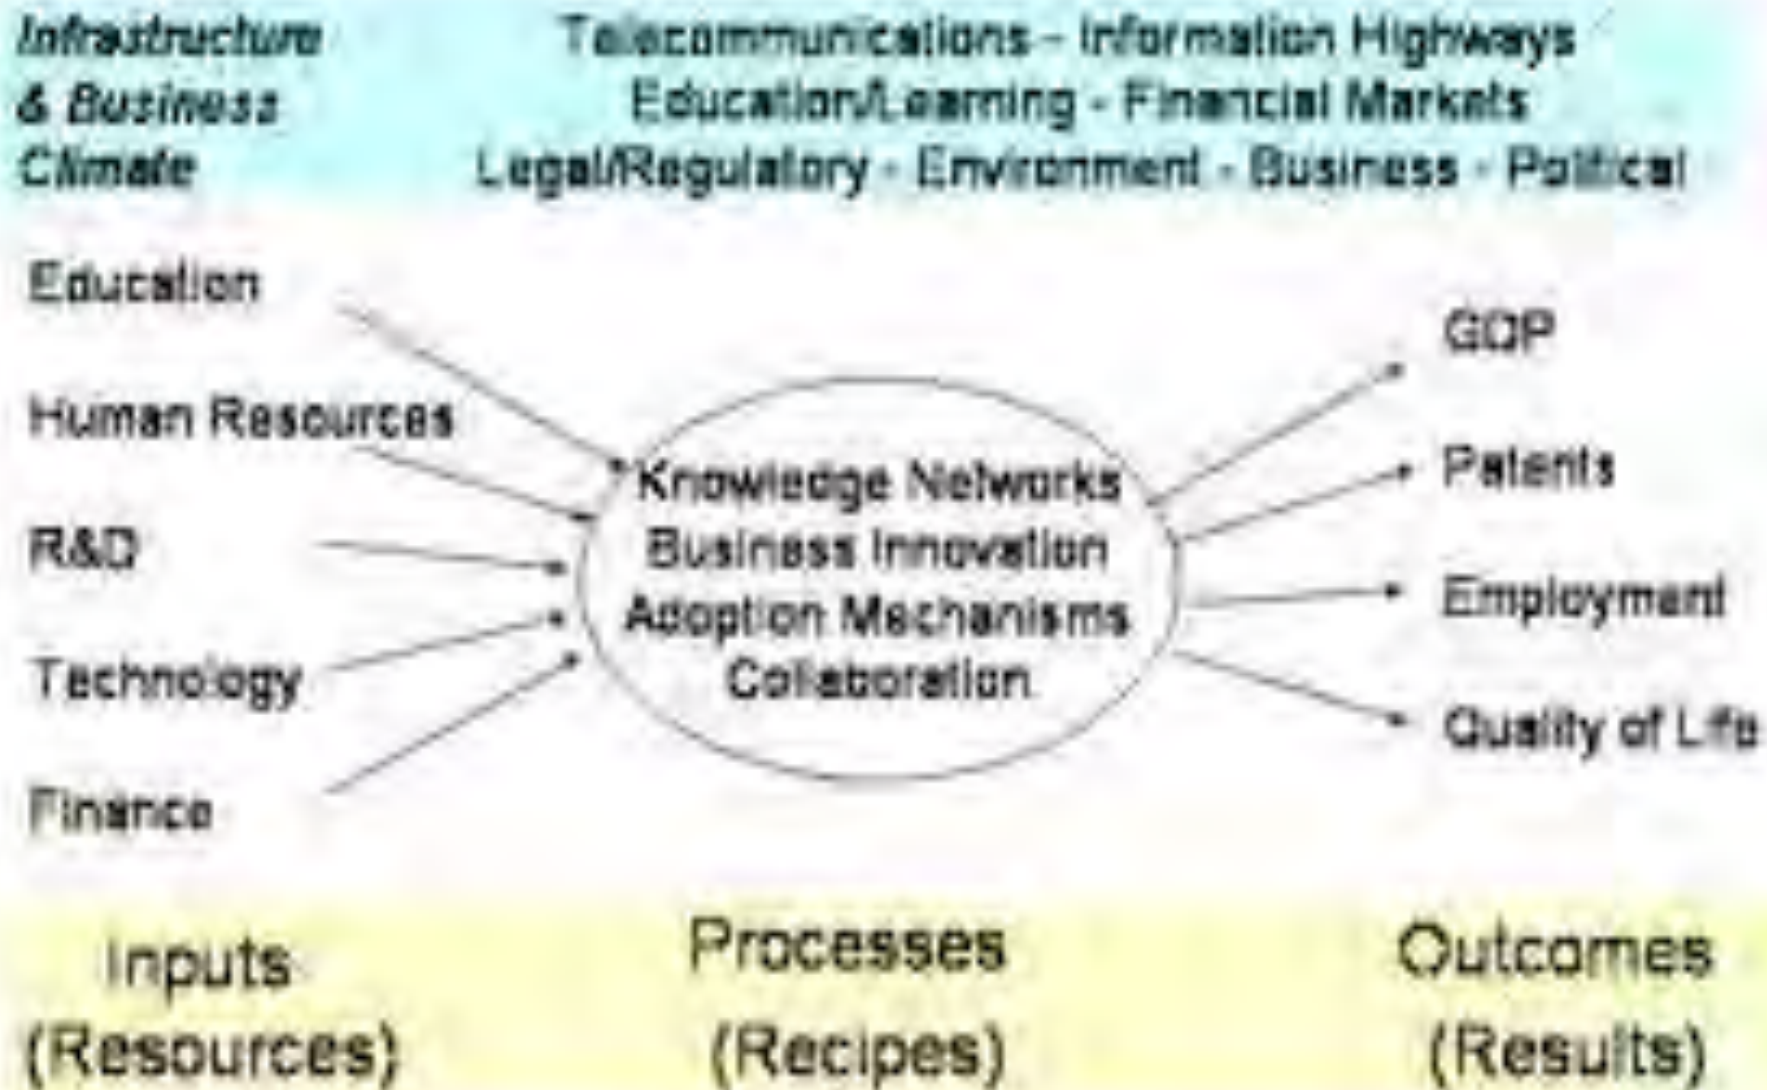 Infrastructure
& Business
Climate
Telecommunications - Information Highways
Education/Learning - Financial Markets
Legal/Regulatory - Environment - Business - Political
Education
Human Resources
R&D
Technology
Finance
Knowledge Networks
Business Innovation
Adoption Mechanisms
Collaboration
GDP
Patents
Employment
Quality of Life
Inputs
(Resources)
Processes
(Recipes)
Outcomes
(Results)